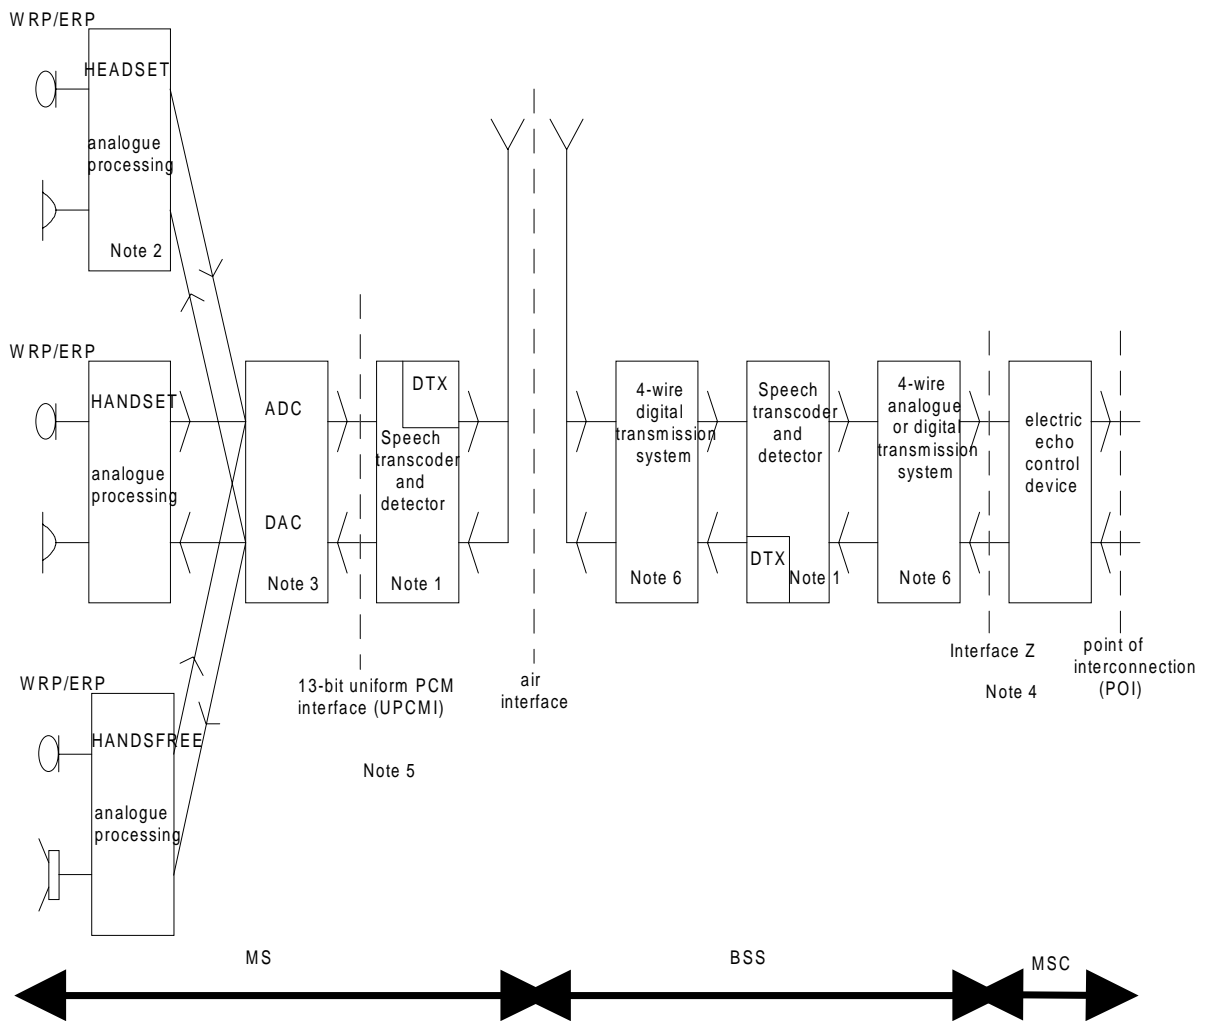 WRP/ERP
HEADSET
analogue
processing
Note 2
WRP/ERP
HANDSET
analogue
processing
WRP/ERP
HANDSFREE
analogue
processing
ADC
DAC
Note 3
13-bit uniform PCM
interface (UPCMI)
Note 5
DTX
Speech
transcoder
and
detector
Note 1
air
interface
4-wire
digital
transmission
system
Note 6
Speech
transcoder
and
detector
DTX
Note 1
4-wire
analogue
or digital
transmission
system
Note 6
Interface Z
Note 4
electric
echo
control
device
point of
interconnection
(POI)
MS
BSS
MSC